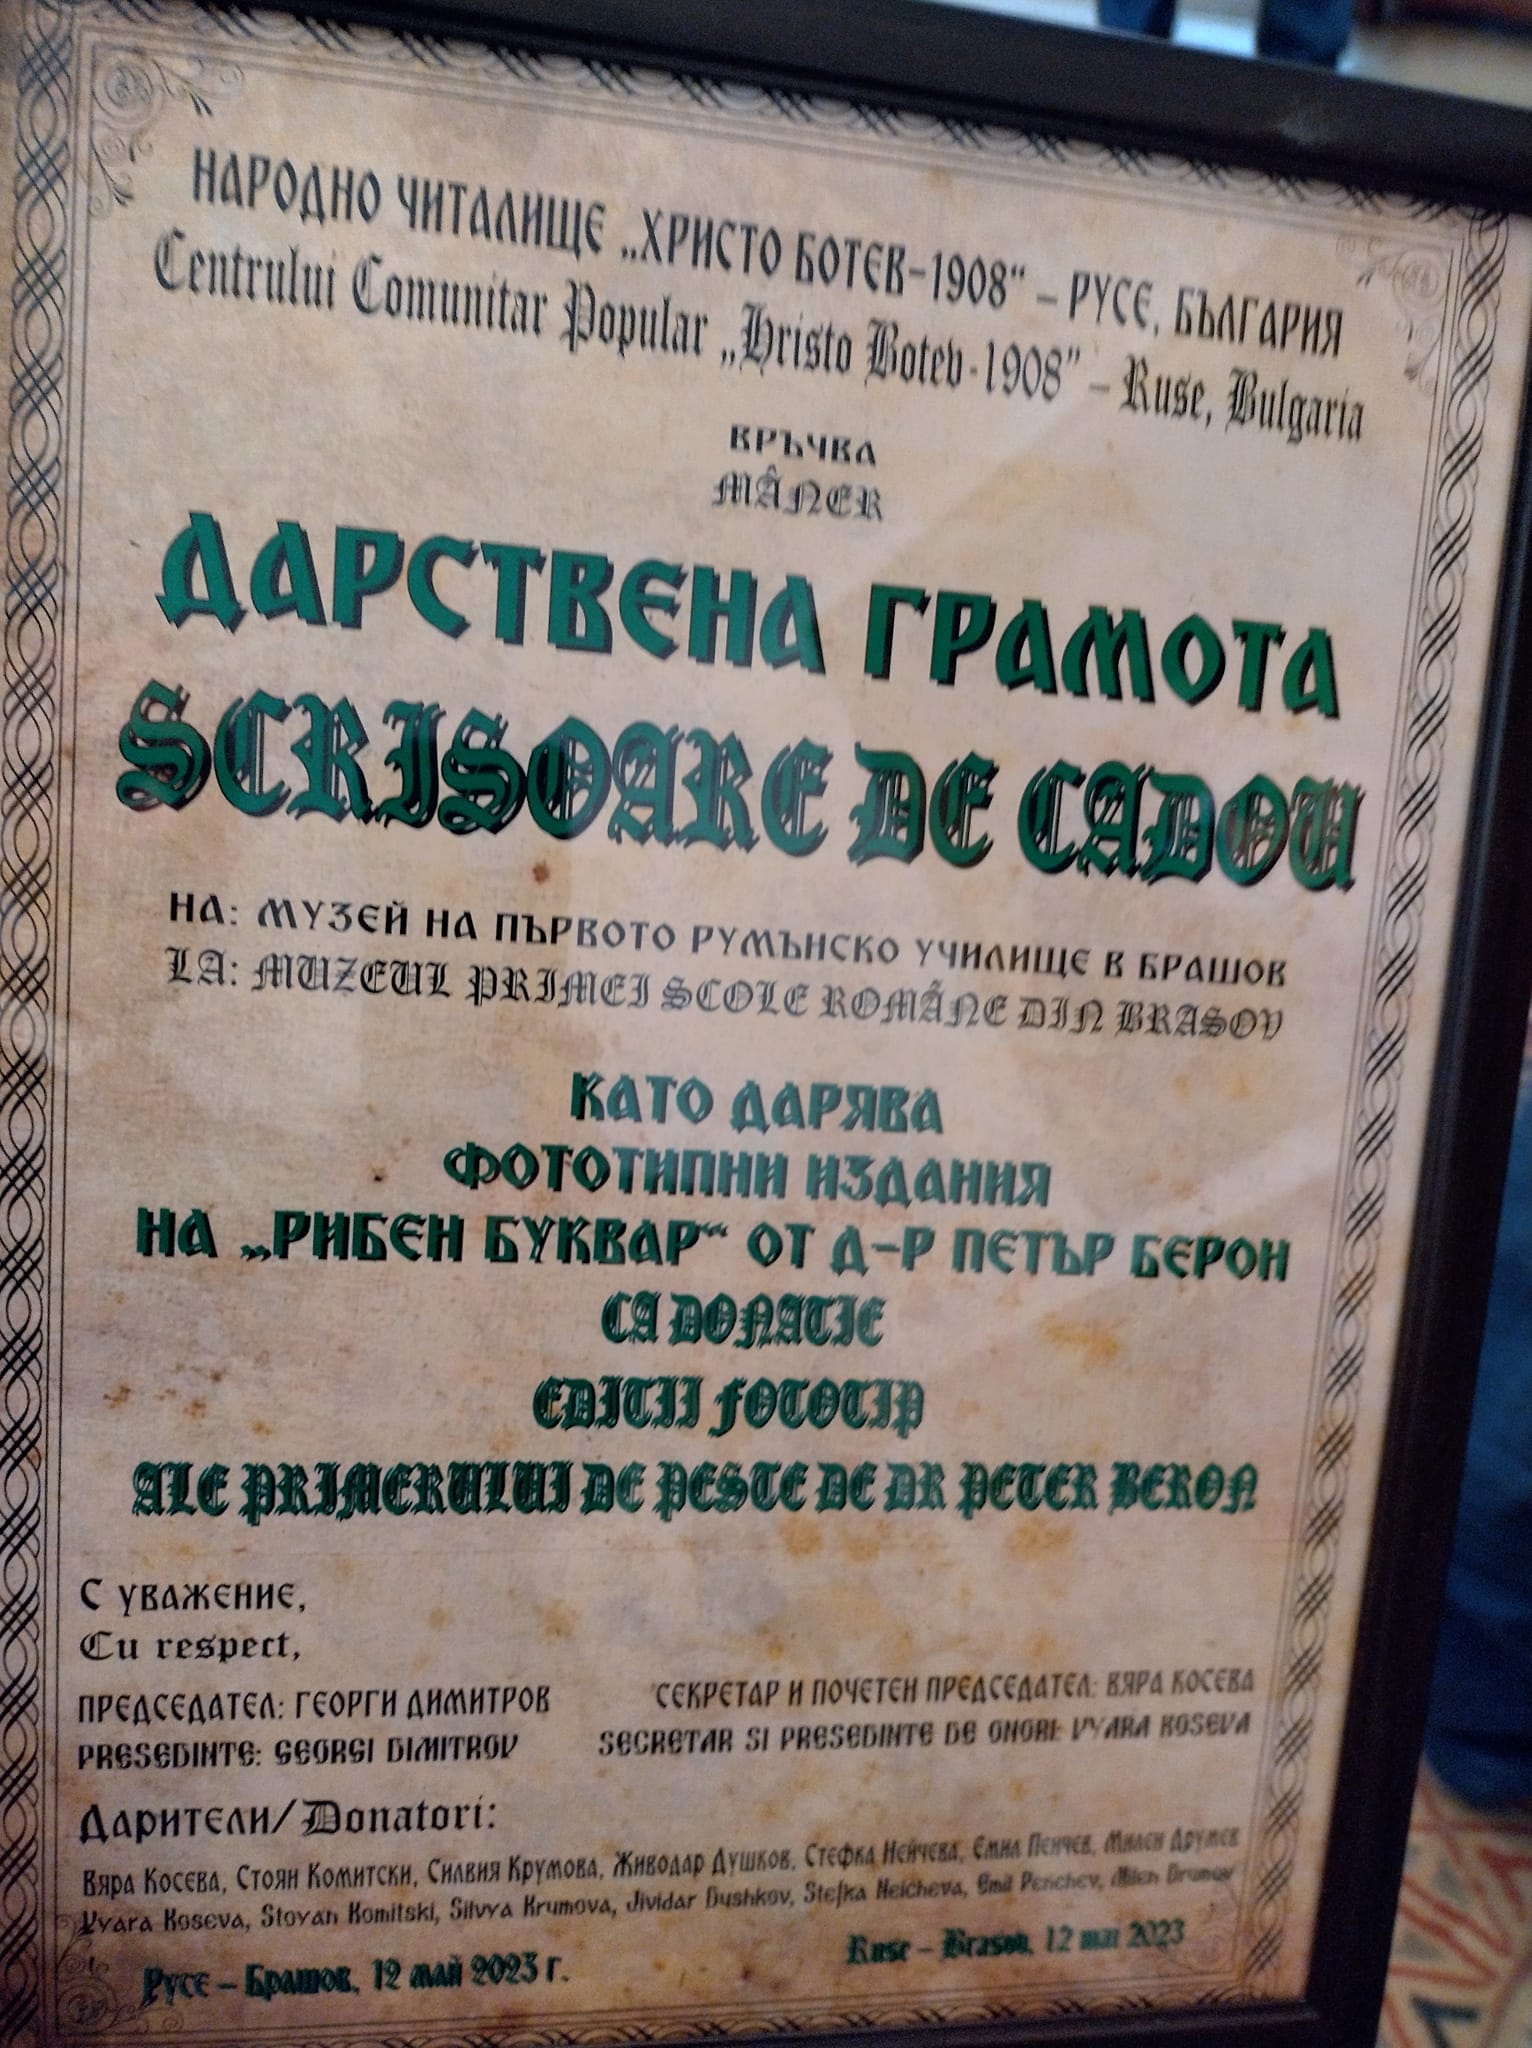 НАРОДНО ЧИТАЛИЩЕ „ХРИСТО БОТЕВ-1908“ – РУСЕ, БЪЛГАРИЯ
Centrului Comunitar Popular „Hristo Botev-1908” – Ruse, Bulgaria
ВРЪЧВА
MÂNER
ДАРСТВЕНА ГРАМОТА
SCRISOARE DE CADOU
НА: МУЗЕЙ НА ПЪРВОТО РУМЪНСКО УЧИЛИЩЕ В БРАШОВ
LA: MUZEUL PRIMEI SCOLE ROMÂNE DIN BRASOV
КАТО ДАРЯВА
ФОТОТИПНИ ИЗДАНИЯ
НА „РИБЕН БУКВАР“ ОТ Д-Р ПЕТЪР БЕРОН
CA DONATIE
EDITII FOTOTIP
ALE PRIMERULUI DE PESTE DE DR PETER BERON
С уважение,
Cu respect,
ПРЕДСЕДАТЕЛ: ГЕОРГИ ДИМИТРОВ
PRESEDINTE: GEORGI DIMITROV
СЕКРЕТАР И ПОЧЕТЕН ПРЕДСЕДАТЕЛ: ВЯРА КОСЕВА
SECRETAR SI PRESEDINTE DE ONORI: VYARA KOSEVA
Дарители/Donatori:
Вяра Косева, Стоян Комитски, Силвия Крумова, Живодар Душков, Стефка Нейчева, Емил Пенчев, Милен Друмев
Vyara Koseva, Stoyan Komitski, Silvya Krumova, Jividar Dushkov, Stefka Neicheva, Emil Penchev, Milen Drumov
Русе – Брашов, 12 май 2023 г.
Ruse – Brasov, 12 mai 2023